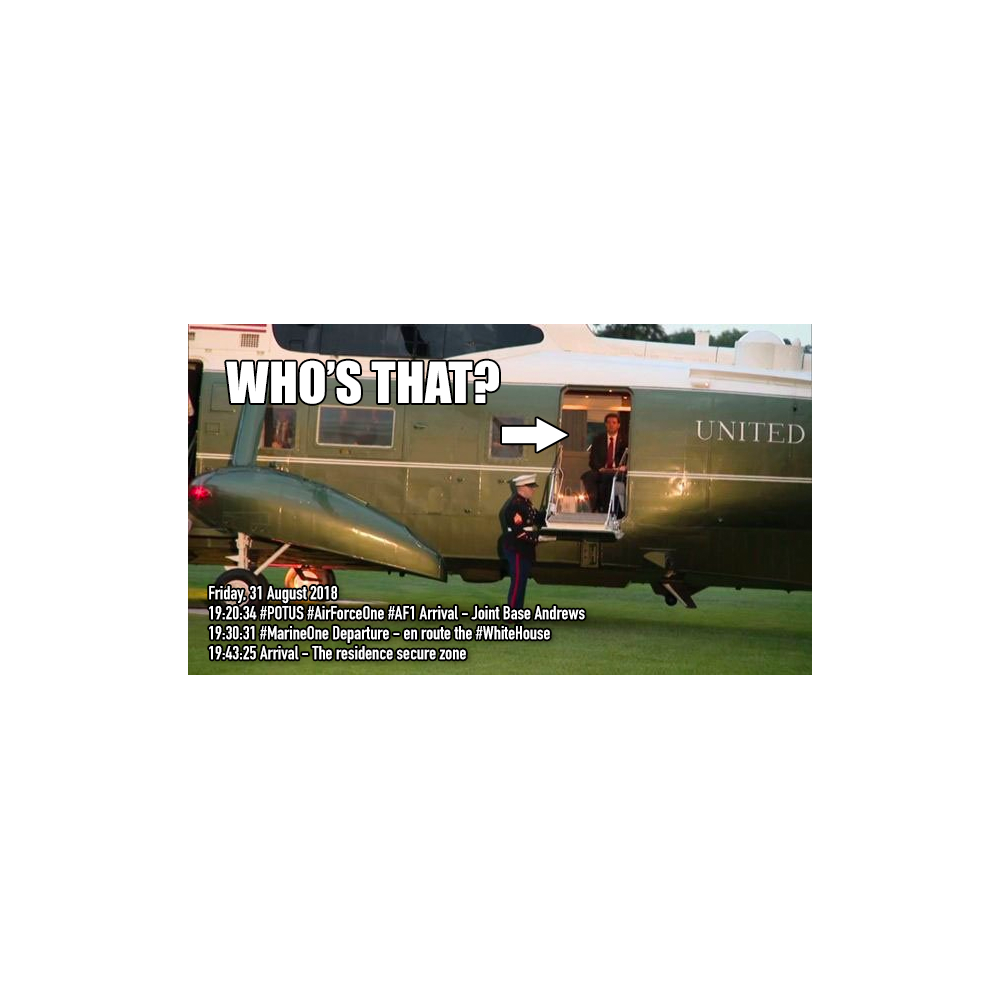 WHO'S THAT?
UNITED
Friday, 31 August 2018
19:20:34 #POTUS #AirForceOne #AF1 Arrival – Joint Base Andrews
19:30:31 #MarineOne Departure – en route the #WhiteHouse
19:43:25 Arrival – The residence secure zone